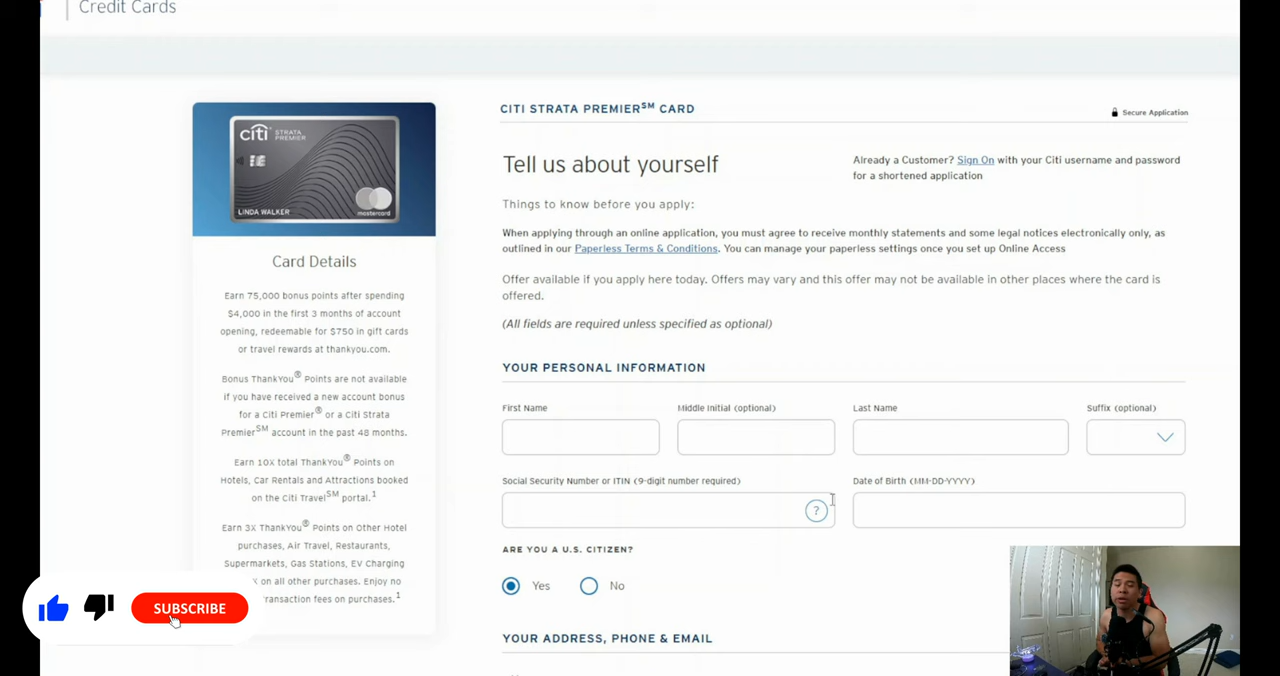 Credit Cards
citi STRATA PREMIER
LINDA WALKER
mastercard
Card Details
Earn 75,000 bonus points after spending
$4,000 in the first 3 months of account
opening, redeemable for $750 in gift cards
or travel rewards at thankyou.com.
Bonus ThankYou® Points are not available
if you have received a new account bonus
for a Citi Premier® or a Citi Strata
Premier℠ account in the past 48 months.
Earn 10X total ThankYou® Points on
Hotels, Car Rentals and Attractions booked
on the Citi Travel℠ portal.¹
Earn 3X ThankYou® Points on Other Hotel
purchases, Air Travel, Restaurants,
Supermarkets, Gas Stations, EV Charging
on all other purchases. Enjoy no
transaction fees on purchases.¹
SUBSCRIBE
CITI STRATA PREMIER℠ CARD
Secure Application
Tell us about yourself
Already a Customer? Sign On with your Citi username and password
for a shortened application
Things to know before you apply:
When applying through an online application, you must agree to receive monthly statements and some legal notices electronically only, as
outlined in our Paperless Terms & Conditions. You can manage your paperless settings once you set up Online Access
Offer available if you apply here today. Offers may vary and this offer may not be available in other places where the card is
offered.
(All fields are required unless specified as optional)
YOUR PERSONAL INFORMATION
First Name
Middle Initial (optional)
Last Name
Suffix (optional)
Social Security Number or ITIN (9-digit number required)
?
Date of Birth (MM-DD-YYYY)
ARE YOU A U.S. CITIZEN?
Yes
No
YOUR ADDRESS, PHONE & EMAIL